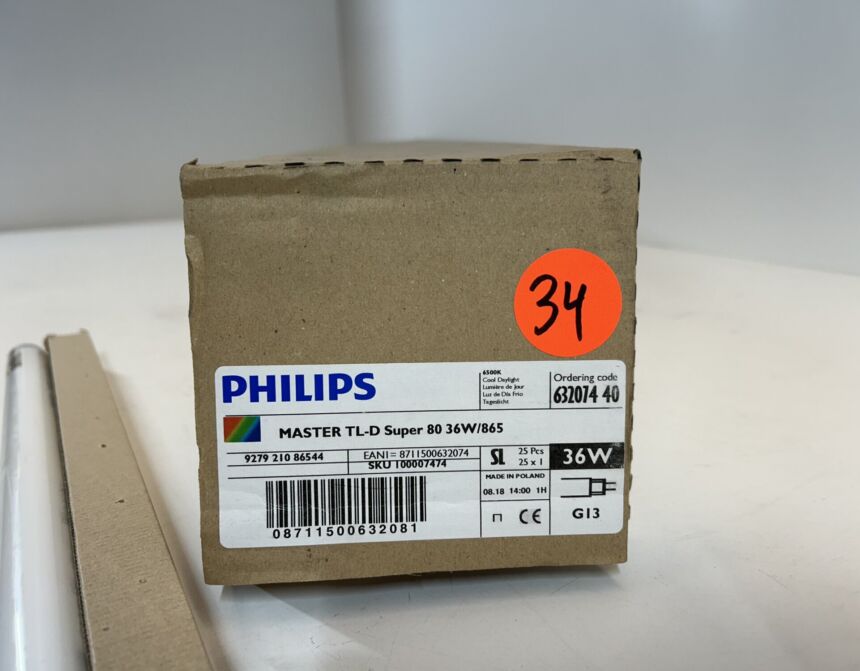 34
PHILIPS
6500K
Cool Daylight
Lumière de Jour
Luz de Día Frío
Tageslicht
Ordering code
632074 40
MASTER TL-D Super 80 36W/865
9279 210 86544
EAN1= 8711500632074
SKU 100007474
SL
25 Pcs
25 x 1
36W
MADE IN POLAND
08.18 14:00 1H
CE
G13
08711500632081